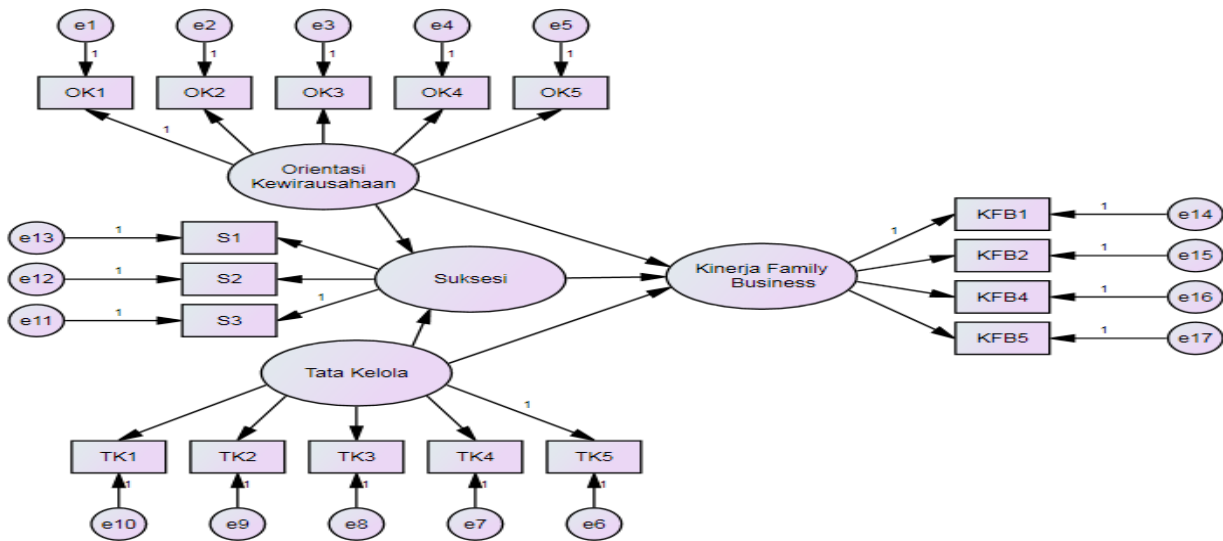 e1 e2 e3 e4 e5
1 1 1 1 1
OK1 OK2 OK3 OK4 OK5
1
Orientasi
Kewirausahaan
e13 1 S1
e12 1 S2
e11 1 S3
1
Suksesi
Kinerja Family
Business
1
KFB1 1 e14
KFB2 1 e15
KFB4 1 e16
KFB5 1 e17
Tata Kelola
1
TK1 TK2 TK3 TK4 TK5
1 1 1 1 1
e10 e9 e8 e7 e6